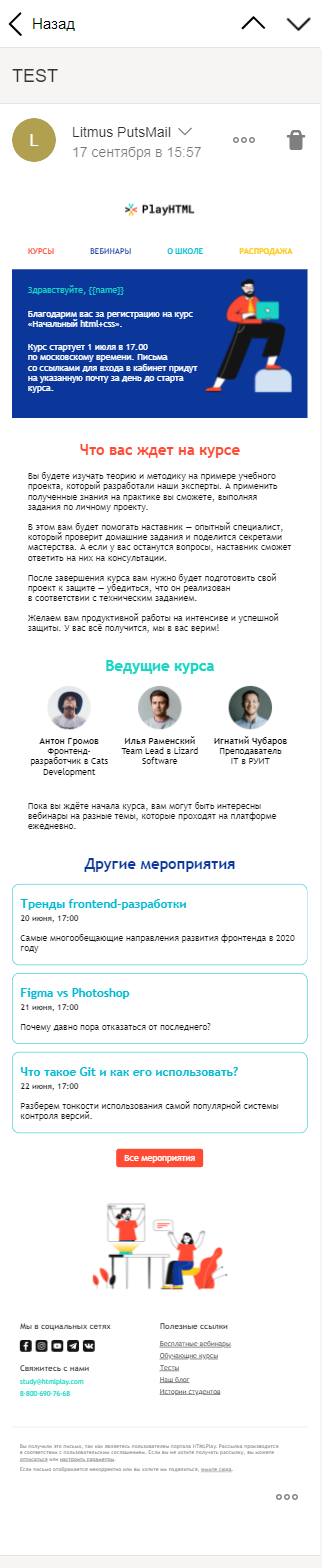 Назад
TEST
L
Litmus PutsMail
17 сентября в 15:57
PlayHTML
КУРСЫ ВЕБИНАРЫ О ШКОЛЕ РАСПРОДАЖА
Здравствуйте, {{name}}
Благодарим вас за регистрацию на курс
«Начальный html+css».
Курс стартует 1 июля в 17.00
по московскому времени. Письма
со ссылками для входа в кабинет придут
на указанную почту за день до старта
курса.
Что вас ждет на курсе
Вы будете изучать теорию и методику на примере учебного
проекта, который разработали наши эксперты. А применить
полученные знания на практике вы сможете, выполняя
задания по личному проекту.
В этом вам будет помогать наставник — опытный специалист,
который проверит домашние задания и поделится секретами
мастерства. А если у вас останутся вопросы, наставник сможет
ответить на них на консультации.
После завершения курса вам нужно будет подготовить свой
проект к защите — убедиться, что он реализован
в соответствии с техническим заданием.
Желаем вам продуктивной работы на интенсиве и успешной
защиты. У вас всё получится, мы в вас верим!
Ведущие курса
Антон Громов
Фронтенд-
разработчик в Cats
Development
Илья Раменский
Team Lead в Lizard
Software
Игнатий Чубаров
Преподаватель
IT в РУИТ
Пока вы ждёте начала курса, вам могут быть интересны
вебинары на разные темы, которые проходят на платформе
ежедневно.
Другие мероприятия
Тренды frontend-разработки
20 июня, 17:00
Самые многообещающие направления развития фронтенда в 2020
году
Figma vs Photoshop
21 июня, 17:00
Почему давно пора отказаться от последнего?
Что такое Git и как его использовать?
22 июня, 17:00
Разберем тонкости использования самой популярной системы
контроля версий.
Все мероприятия
Мы в социальных сетях
Свяжитесь с нами
study@htmlplay.com
8-800-690-76-68
Полезные ссылки
Бесплатные вебинары
Обучающие курсы
Тесты
Наш блог
Истории студентов
Вы получили это письмо, так как являетесь пользователем портала HTMLPlay. Рассылка производится
в соответствии с пользовательским соглашением. Если вы не хотите получать рассылку, вы можете
отписаться или настроить параметры.
Если письмо отображается некорректно или вы хотите им поделиться, жмите сюда.